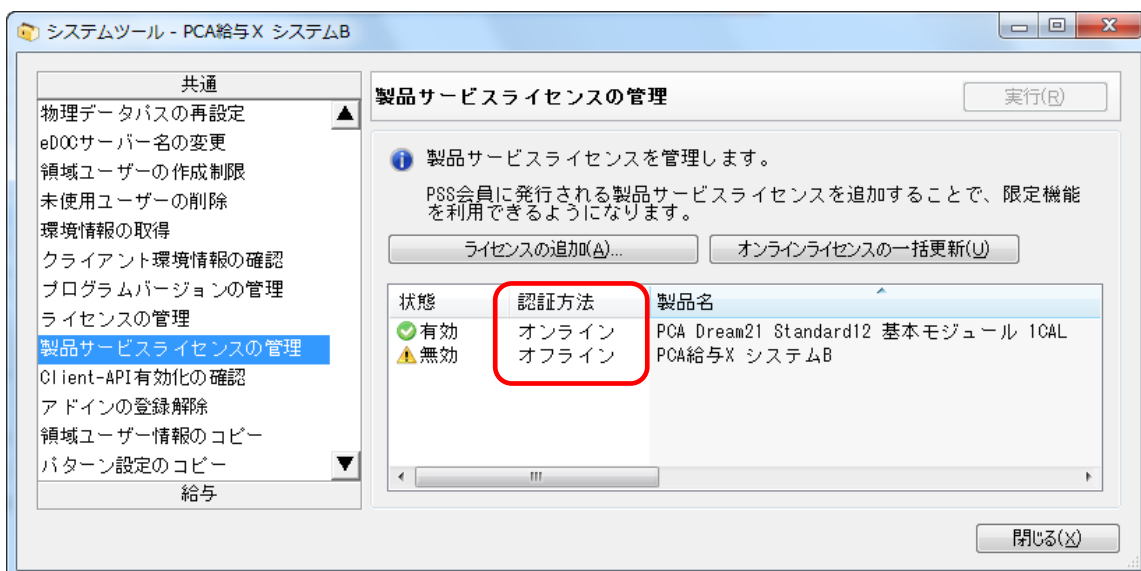 システムツール - PCA給与X システムB
共通
物理データパスの再設定
eDOCサーバー名の変更
領域ユーザーの作成制限
未使用ユーザーの削除
環境情報の取得
クライアント環境情報の確認
プログラムバージョンの管理
ライセンスの管理
製品サービスライセンスの管理
Client-API有効化の確認
アドインの登録解除
領域ユーザー情報のコピー
パターン設定のコピー
給与
製品サービスライセンスの管理
実行(R)
製品サービスライセンスを管理します。
PSS会員に発行される製品サービスライセンスを追加することで、限定機能
を利用できるようになります。
ライセンスの追加(A)...
オンラインライセンスの一括更新(U)
状態 認証方法 製品名
有効 オンライン PCA Dream21 Standard12 基本モジュール 1CAL
無効 オフライン PCA給与X システムB
閉じる(X)